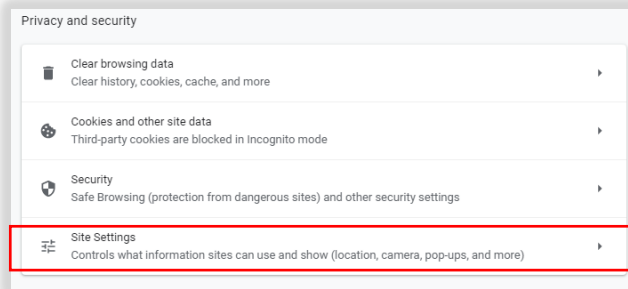 Privacy and security
Clear browsing data
Clear history, cookies, cache, and more
Cookies and other site data
Third-party cookies are blocked in Incognito mode
Security
Safe Browsing (protection from dangerous sites) and other security settings
Site Settings
Controls what information sites can use and show (location, camera, pop-ups, and more)